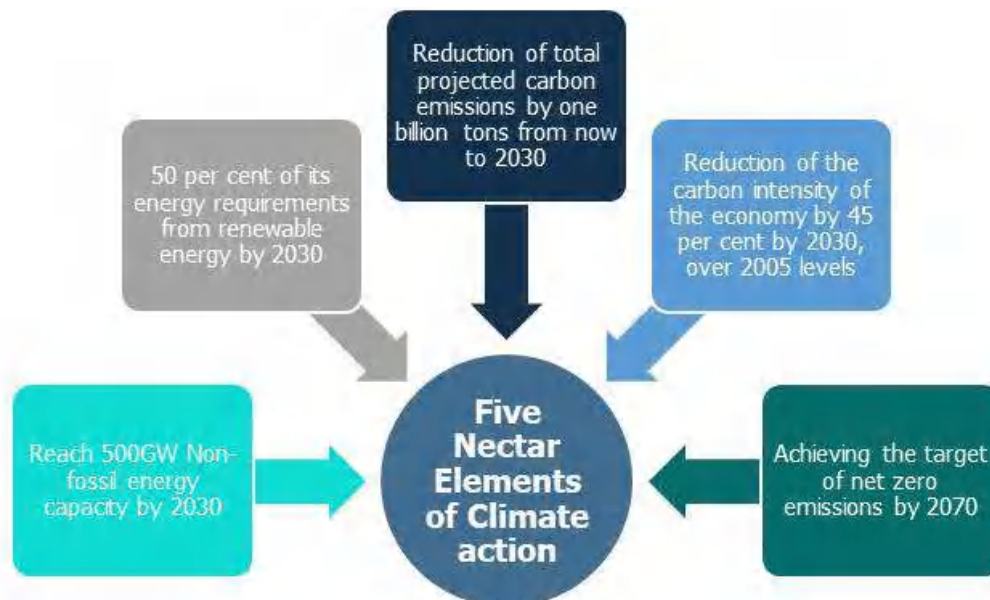 Reduction of total
projected carbon
emissions by one
billion tons from now
to 2030
50 per cent of its
energy requirements
from renewable
energy by 2030
Reduction of the
carbon intensity of
the economy by 45
per cent by 2030,
over 2005 levels
Reach 500GW Non-
fossil energy
capacity by 2030
Five
Nectar
Elements
of Climate
action
Achieving the target
of net zero
emissions by 2070